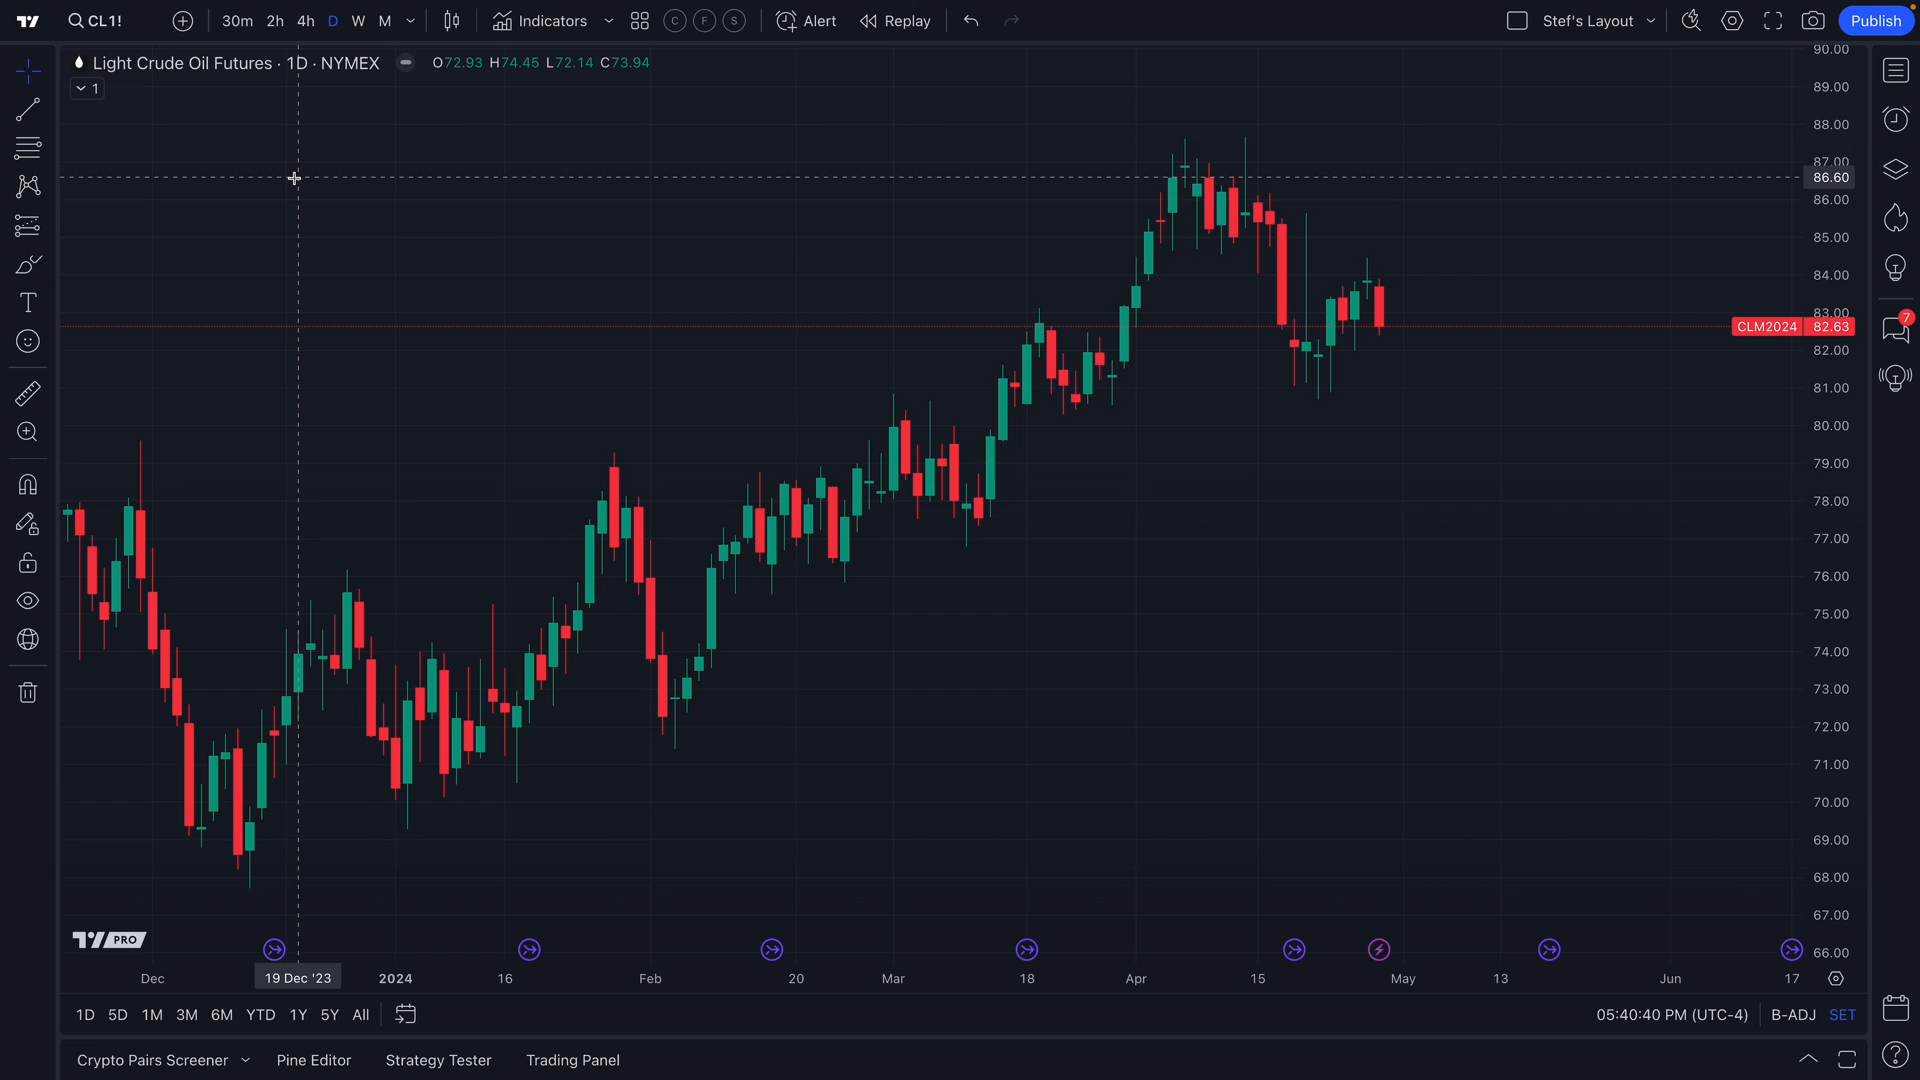 CL1!
30m 2h 4h D W M
Indicators
C F S
Alert
Replay
Stef's Layout
Publish
Light Crude Oil Futures · 1D · NYMEX
O72.93 H74.45 L72.14 C73.94
1
90.00
89.00
88.00
87.00
86.60
86.00
85.00
84.00
83.00
CLM2024 82.63
82.00
81.00
80.00
79.00
78.00
77.00
76.00
75.00
74.00
73.00
72.00
71.00
70.00
69.00
68.00
67.00
66.00
7
PRO
Dec 19 Dec '23 2024 16 Feb 20 Mar 18 Apr 15 May 13 Jun 17
1D 5D 1M 3M 6M YTD 1Y 5Y All
05:40:40 PM (UTC-4) B-ADJ SET
Crypto Pairs Screener Pine Editor Strategy Tester Trading Panel